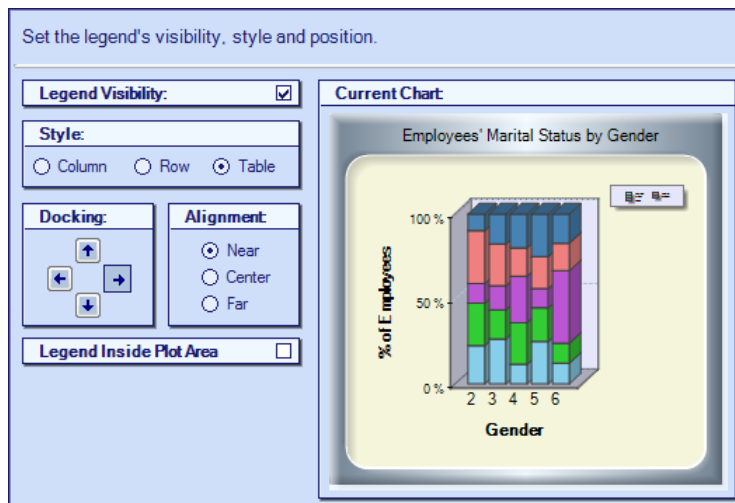 Set the legend's visibility, style and position.
Legend Visibility:
Style:
Column Row Table
Docking:
Alignment:
Near
Center
Far
Legend Inside Plot Area
Current Chart:
Employees' Marital Status by Gender
100 %
50 %
0 %
% of Employees
2 3 4 5 6
Gender